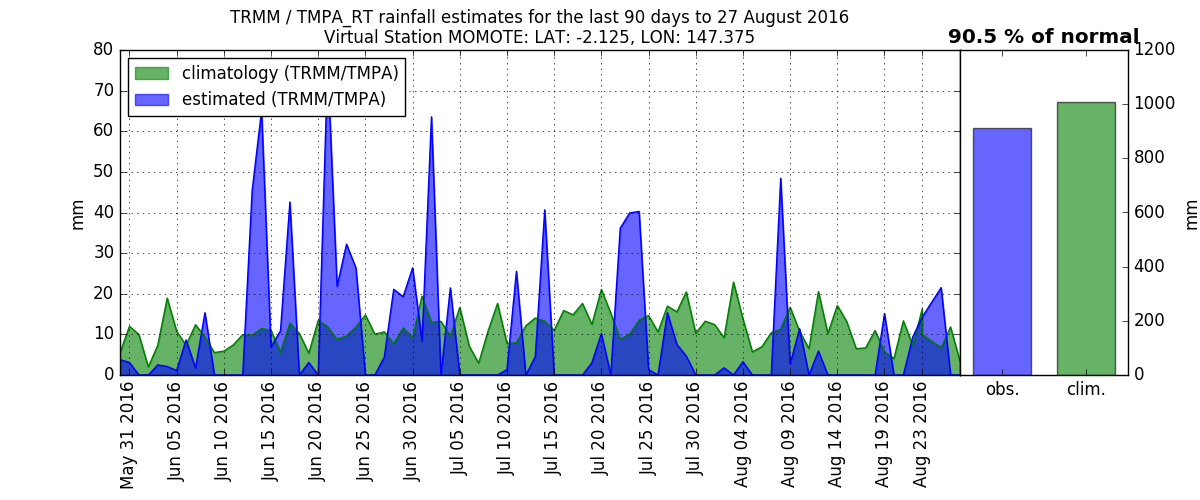 TRMM / TMPA_RT rainfall estimates for the last 90 days to 27 August 2016
Virtual Station MOMOTE: LAT: -2.125, LON: 147.375
90.5 % of normal
climatology (TRMM/TMPA)
estimated (TRMM/TMPA)
80
70
60
50
40
30
20
10
0
mm
May 31 2016
Jun 05 2016
Jun 10 2016
Jun 15 2016
Jun 20 2016
Jun 25 2016
Jun 30 2016
Jul 05 2016
Jul 10 2016
Jul 15 2016
Jul 20 2016
Jul 25 2016
Jul 30 2016
Aug 04 2016
Aug 09 2016
Aug 14 2016
Aug 19 2016
Aug 23 2016
obs.
clim.
1200
1000
800
600
400
200
0
mm